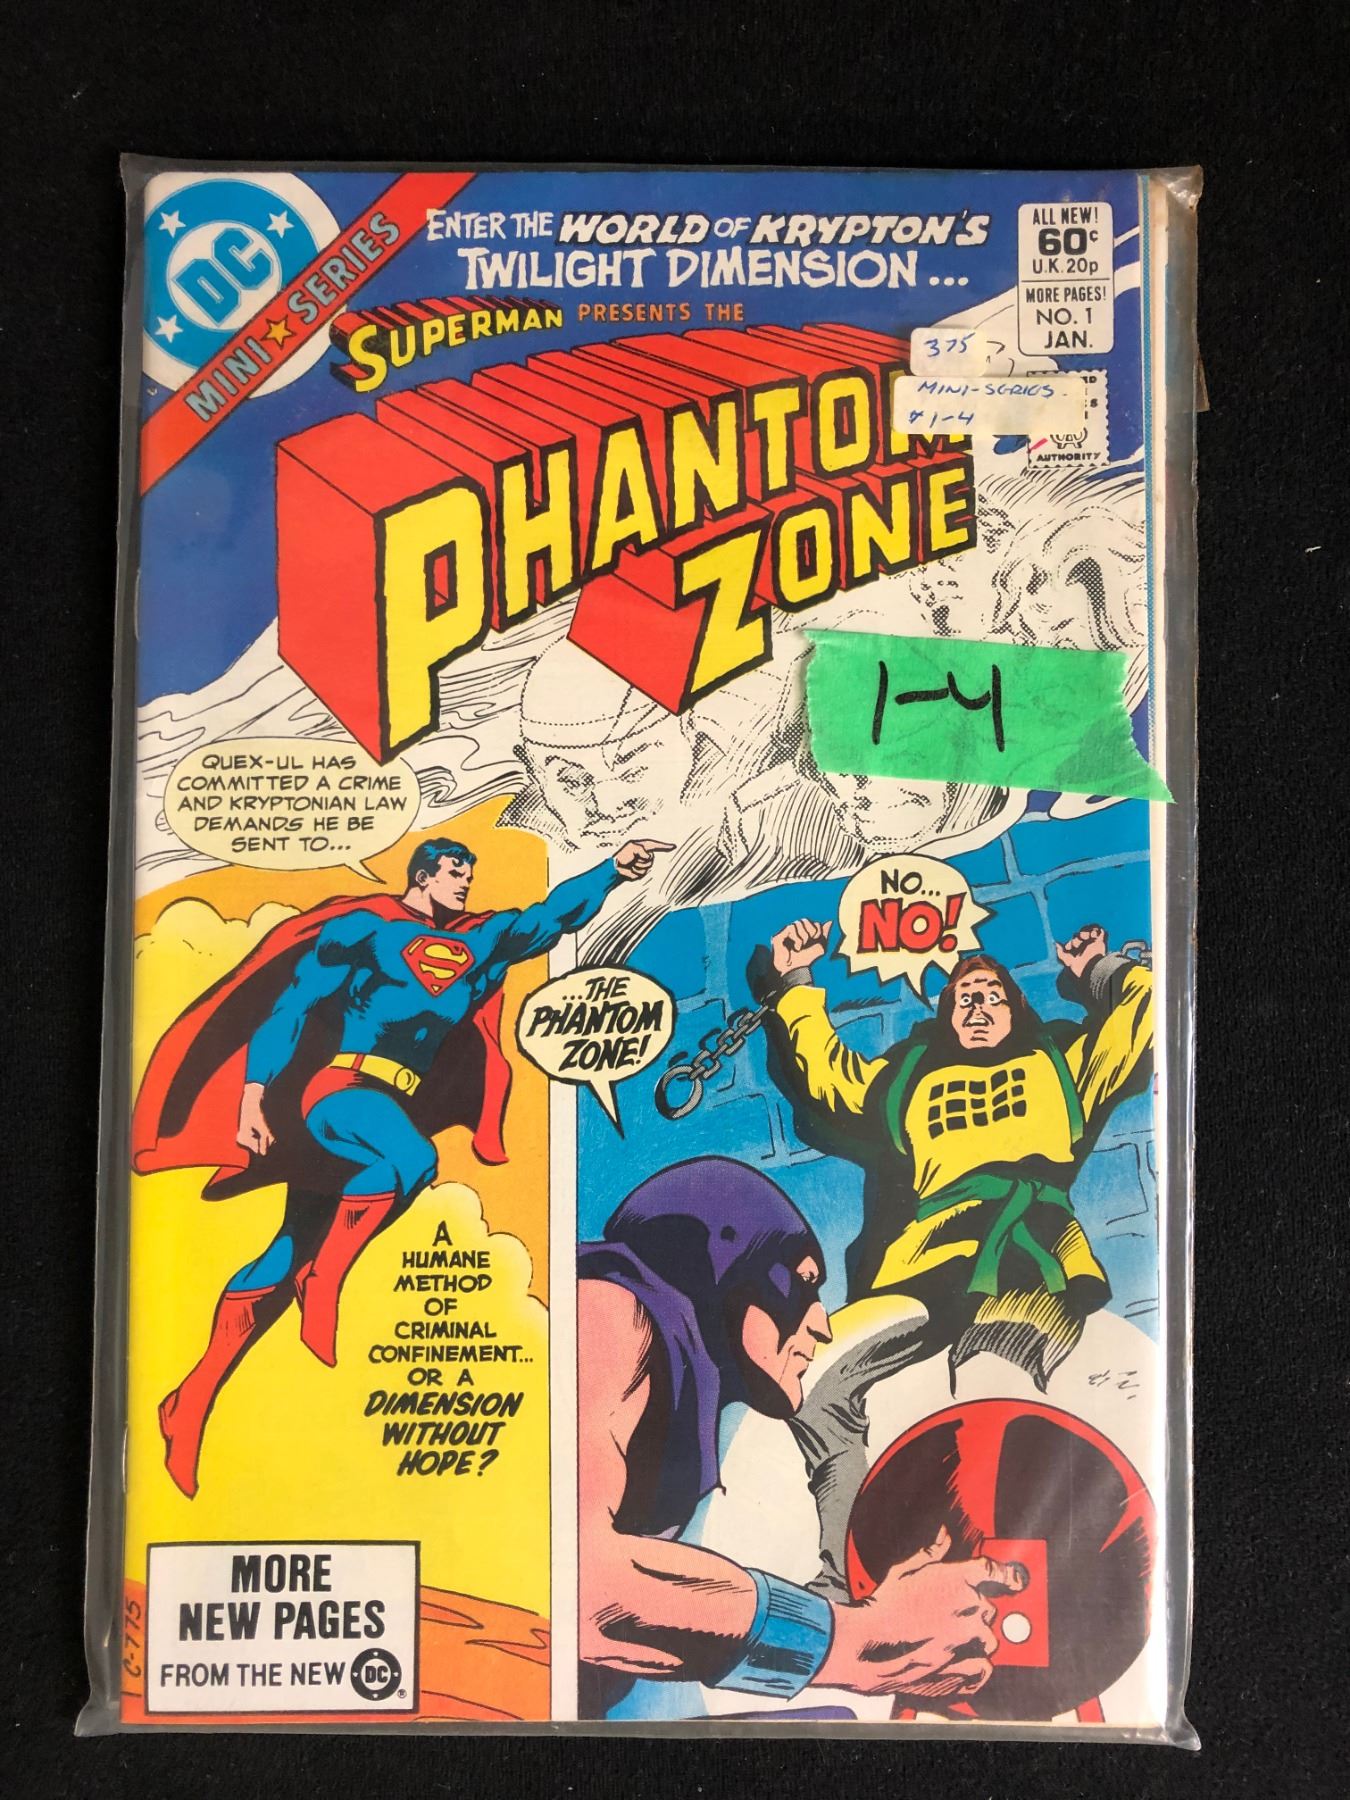 DC
MINI ★ SERIES
ENTER THE WORLD OF KRYPTON'S
TWILIGHT DIMENSION...
ALL NEW!
60¢
U.K. 20p
MORE PAGES!
NO. 1
JAN.
SUPERMAN PRESENTS THE
PHANTOM
ZONE
375
MINI-SERIES
#1-4
AUTHORITY
1-4
QUEX-UL HAS
COMMITTED A CRIME
AND KRYPTONIAN LAW
DEMANDS HE BE
SENT TO...
NO...
NO!
...THE
PHANTOM
ZONE!
A
HUMANE
METHOD
OF
CRIMINAL
CONFINEMENT...
OR A
DIMENSION
WITHOUT
HOPE?
MORE
NEW PAGES
FROM THE NEW DC®
C-775